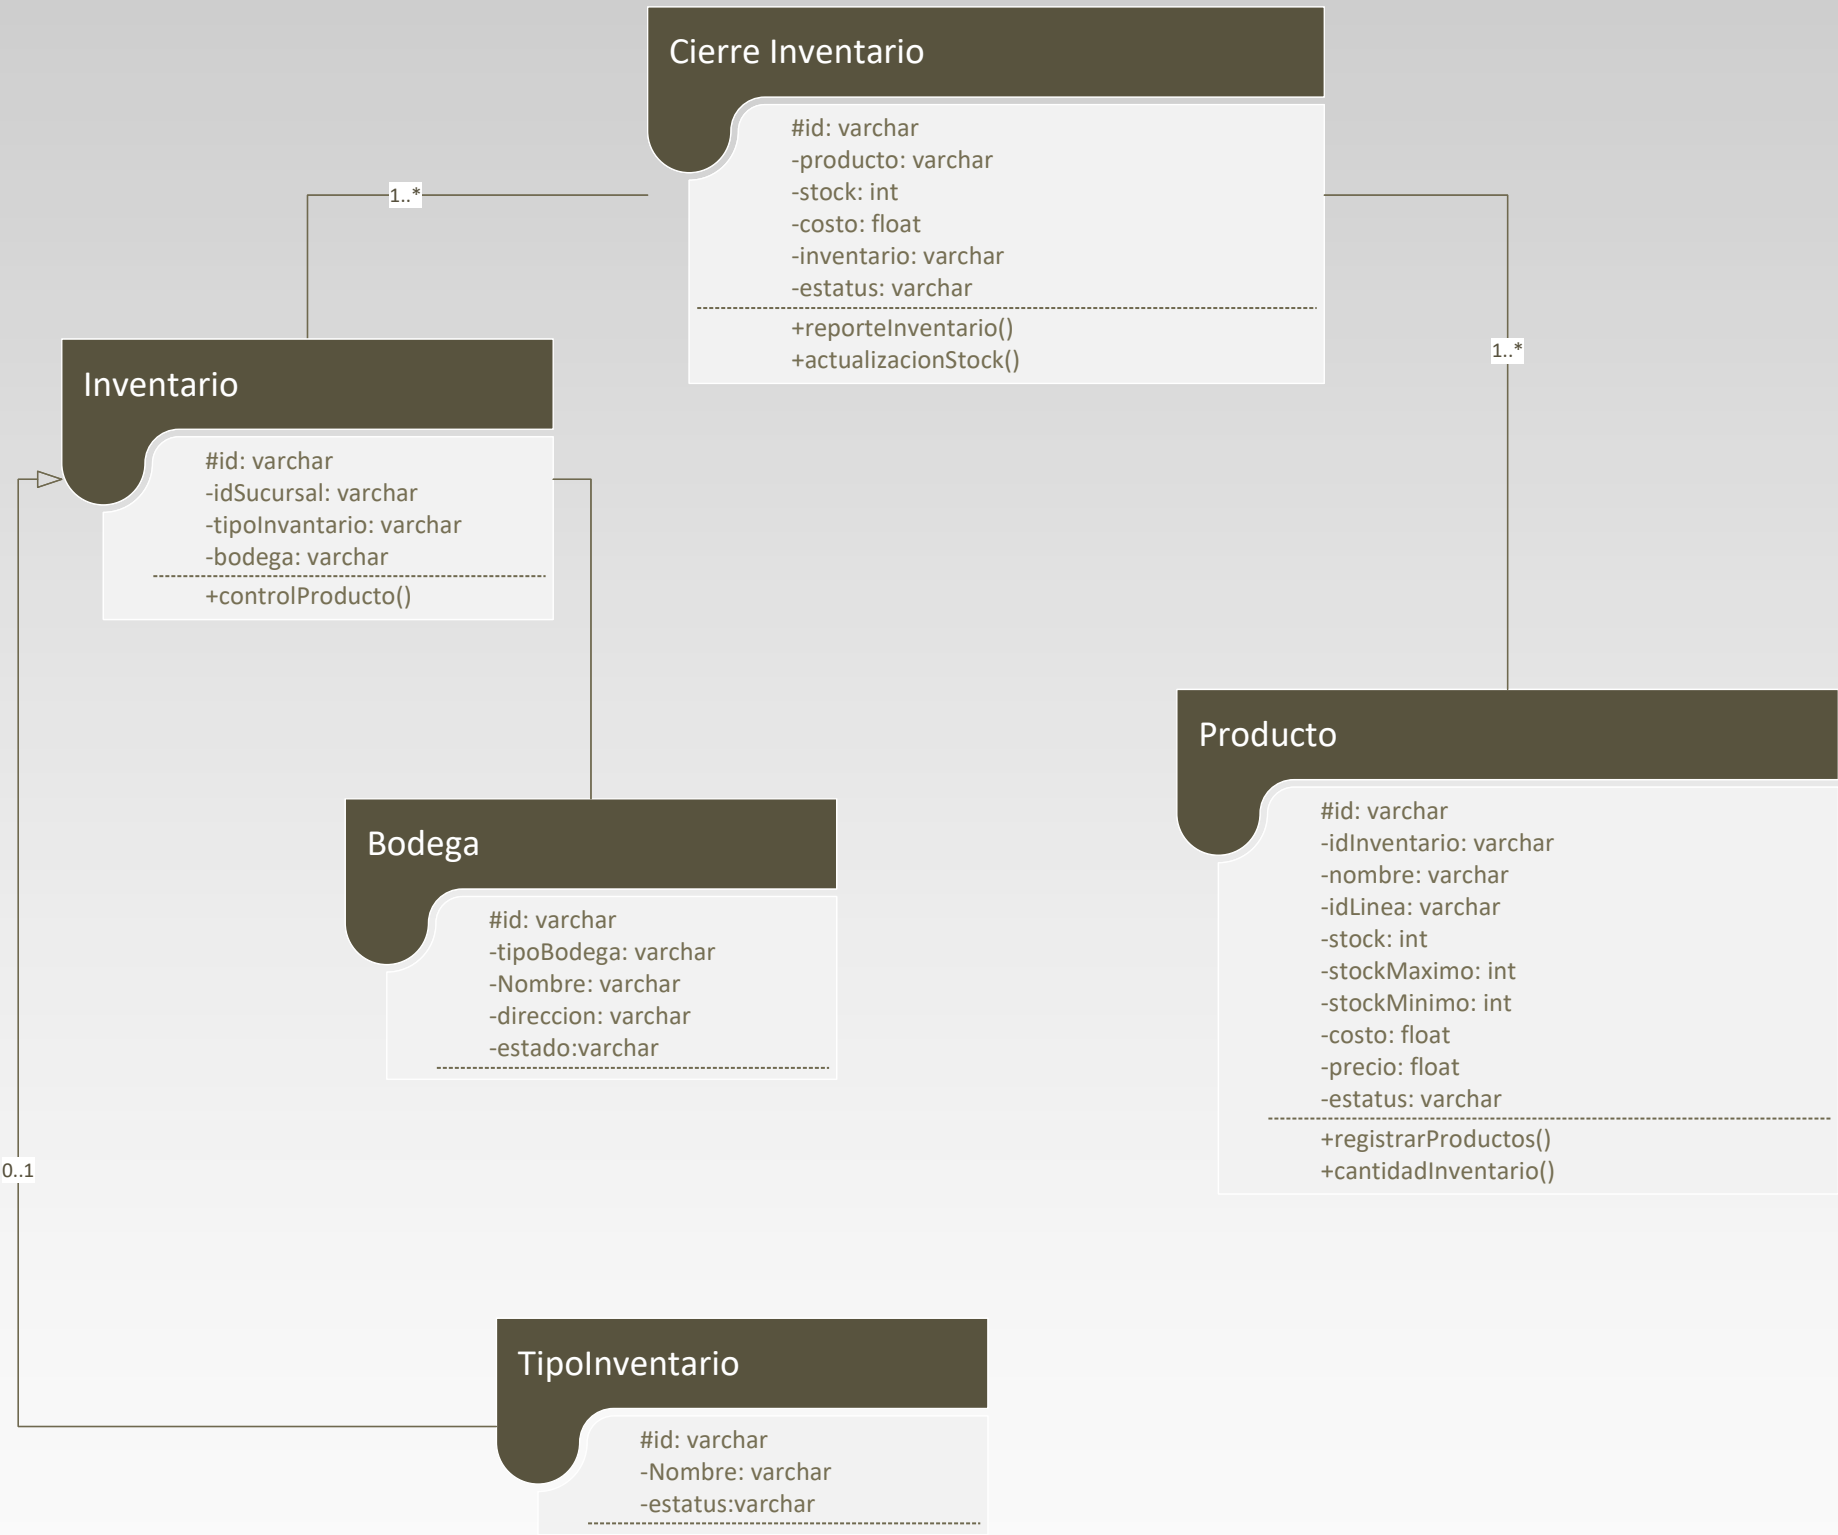 Cierre Inventario
#id: varchar
-producto: varchar
-stock: int
-costo: float
-inventario: varchar
-estatus: varchar
+reporteInventario()
+actualizacionStock()
1..*
1..*
Inventario
#id: varchar
-idSucursal: varchar
-tipoInvantario: varchar
-bodega: varchar
+controlProducto()
Producto
#id: varchar
-idInventario: varchar
-nombre: varchar
-idLinea: varchar
-stock: int
-stockMaximo: int
-stockMinimo: int
-costo: float
-precio: float
-estatus: varchar
+registrarProductos()
+cantidadInventario()
Bodega
#id: varchar
-tipoBodega: varchar
-Nombre: varchar
-direccion: varchar
-estado:varchar
0..1
TipoInventario
#id: varchar
-Nombre: varchar
-estatus:varchar